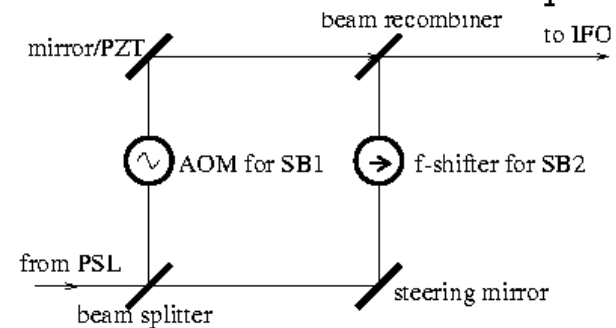 beam recombiner
mirror/PZT
to IFO
AOM for SB1
f-shifter for SB2
from PSL
steering mirror
beam splitter